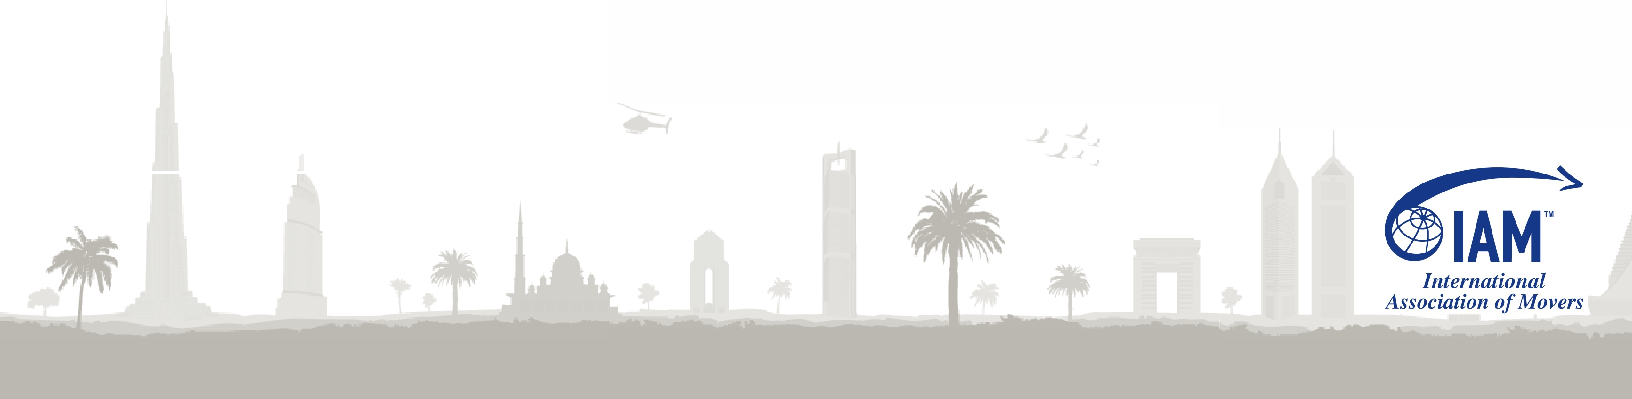 IAM™
International
Association of Movers